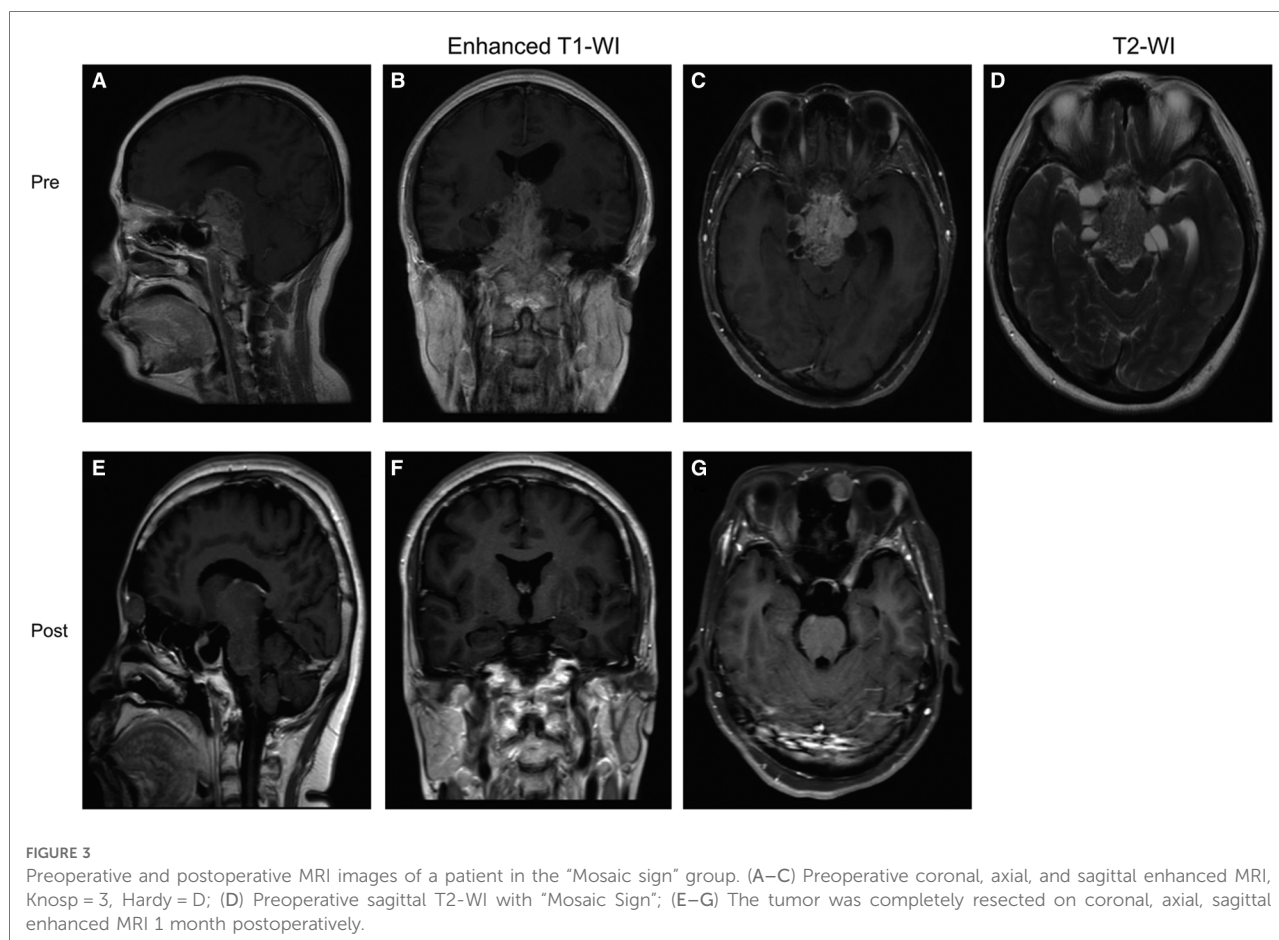 Enhanced T1-WI
T2-WI
Pre
A
B
C
D
Post
E
F
G
FIGURE 3
Preoperative and postoperative MRI images of a patient in the “Mosaic sign” group. (A–C) Preoperative coronal, axial, and sagittal enhanced MRI,
Knosp = 3, Hardy = D; (D) Preoperative sagittal T2-WI with “Mosaic Sign”; (E–G) The tumor was completely resected on coronal, axial, sagittal
enhanced MRI 1 month postoperatively.